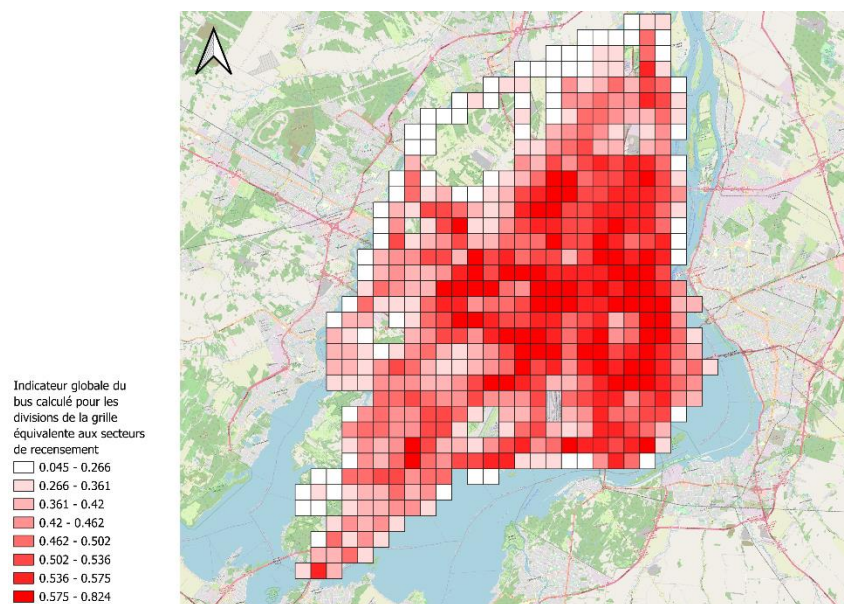 Indicateur globale du
bus calculé pour les
divisions de la grille
équivalente aux secteurs
de recensement
0.045 - 0.266
0.266 - 0.361
0.361 - 0.42
0.42 - 0.462
0.462 - 0.502
0.502 - 0.536
0.536 - 0.575
0.575 - 0.824